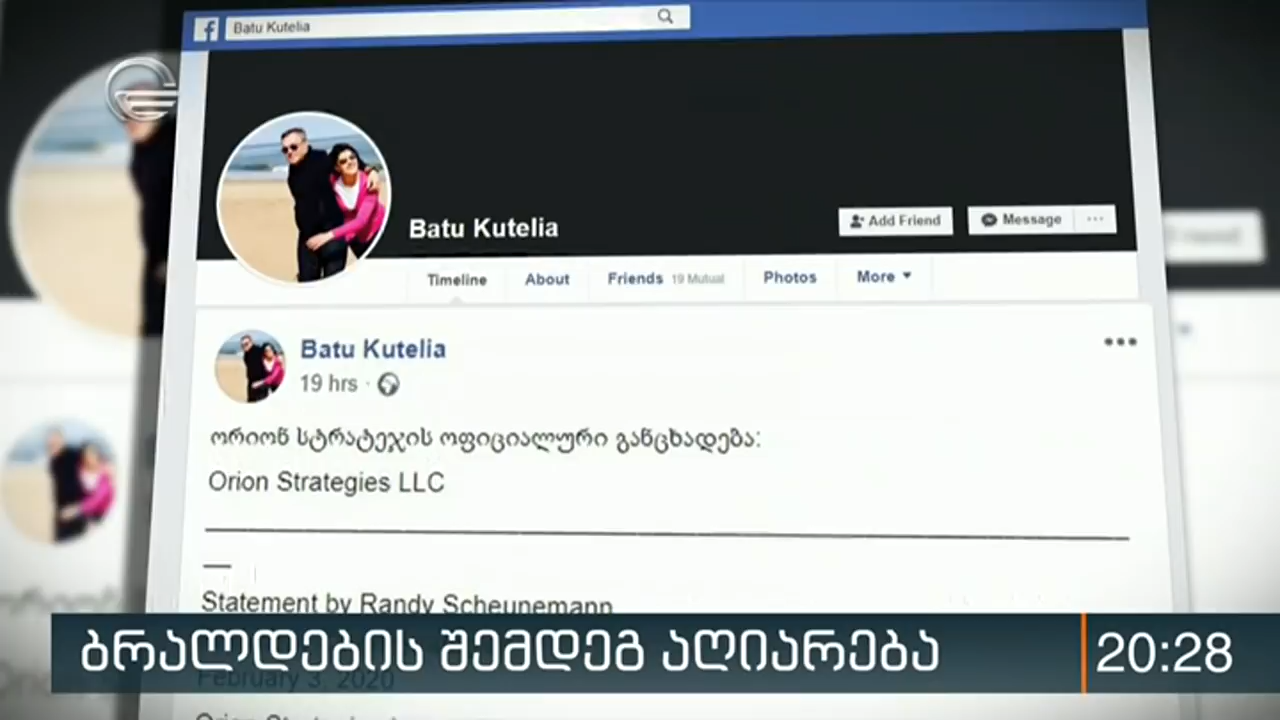 Batu Kutelia
Batu Kutelia
Add Friend
Message
Timeline
About
Friends 19 Mutual
Photos
More
Batu Kutelia
19 hrs
ორიონ სტრატეჯის ოფიციალური განცხადება:
Orion Strategies LLC
Statement by Randy Scheunemann
ბრალდების შემდეგ აღიარება
20:28
February 3, 2020